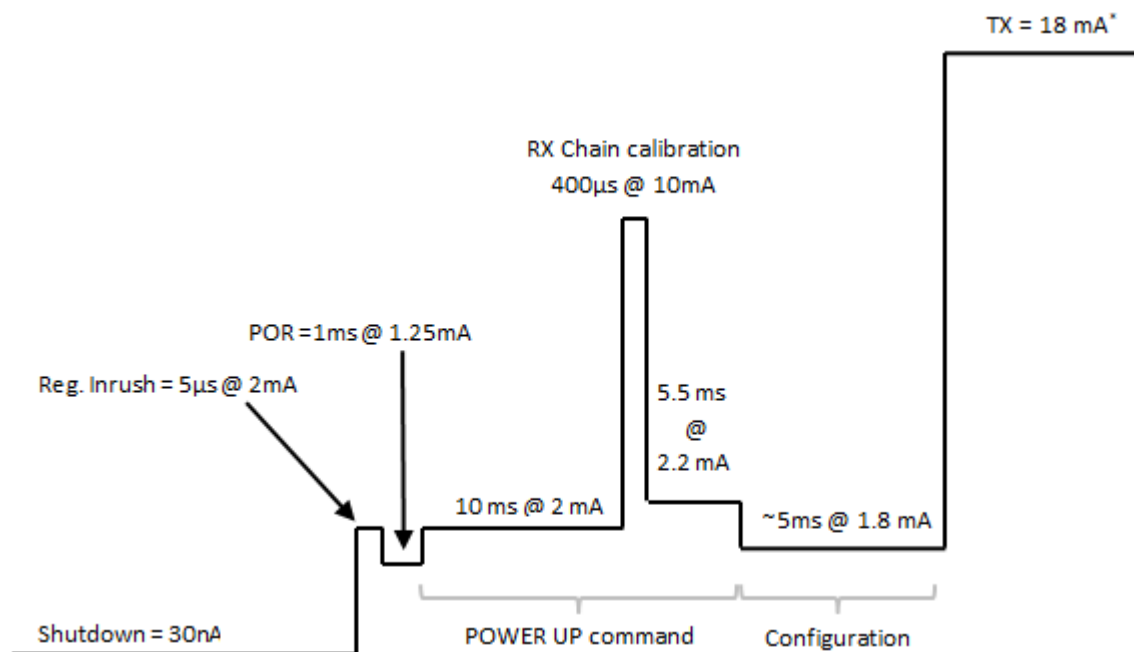 TX = 18 mA*
RX Chain calibration
400µs @ 10mA
POR =1ms @ 1.25mA
Reg. Inrush = 5µs @ 2mA
5.5 ms
@
2.2 mA
10 ms @ 2 mA
~5ms @ 1.8 mA
Shutdown = 30nA
POWER UP command
Configuration